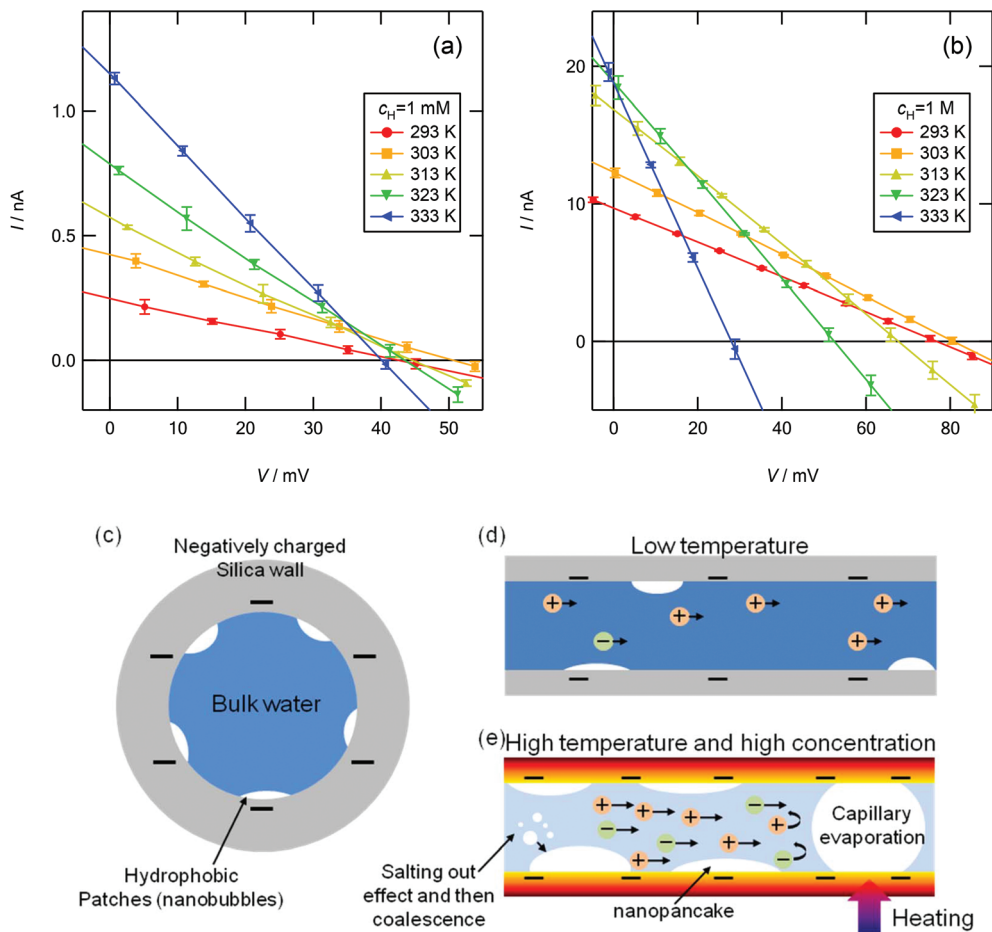 (a)
c_H=1 mM
293 K
303 K
313 K
323 K
333 K
1.0
0.5
0.0
I / nA
0
10
20
30
40
50
V / mV
(b)
c_H=1 M
293 K
303 K
313 K
323 K
333 K
20
10
0
I / nA
0
20
40
60
80
V / mV
(c)
Negatively charged
Silica wall
Bulk water
Hydrophobic
Patches (nanobubbles)
(d)
Low temperature
+
+
+
+
−
+
(e)
High temperature and high concentration
+
+
+
−
+
−
−
+
+
−
Capillary
evaporation
Salting out
effect and then
coalescence
nanopancake
Heating